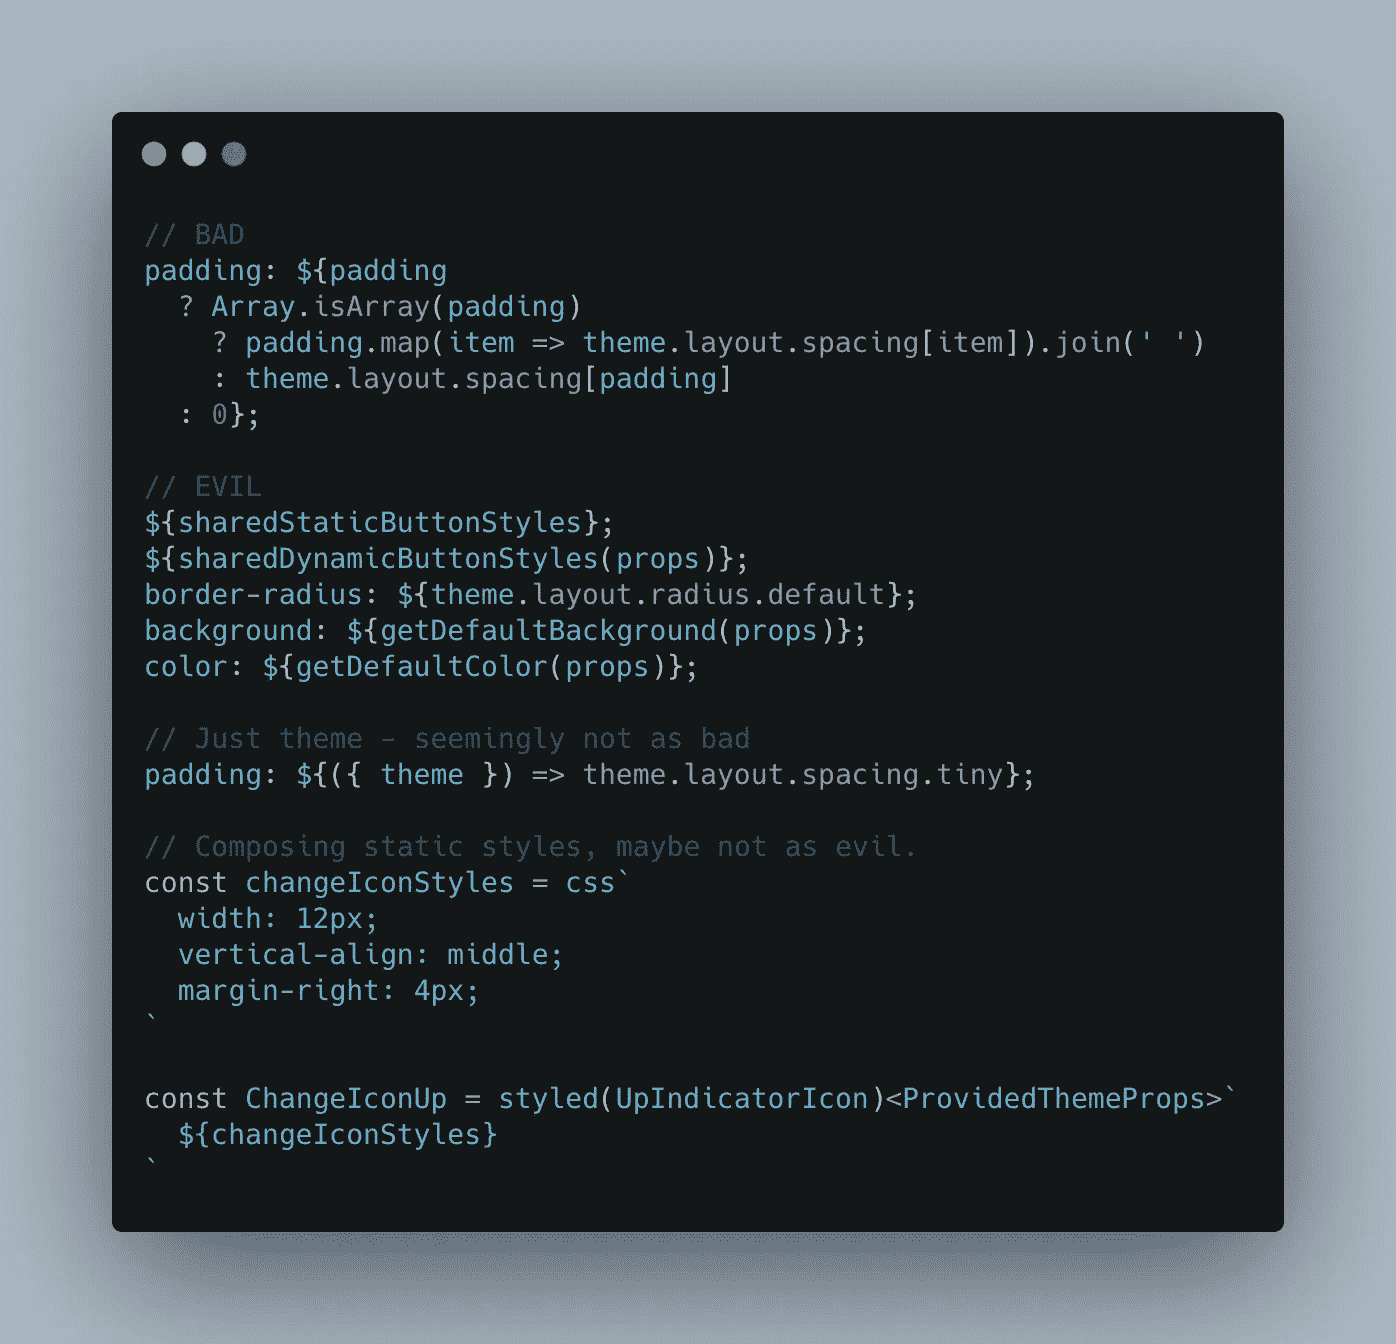 // BAD
padding: ${padding
  ? Array.isArray(padding)
    ? padding.map(item => theme.layout.spacing[item]).join(' ')
    : theme.layout.spacing[padding]
  : 0};

// EVIL
${sharedStaticButtonStyles};
${sharedDynamicButtonStyles(props)};
border-radius: ${theme.layout.radius.default};
background: ${getDefaultBackground(props)};
color: ${getDefaultColor(props)};

// Just theme - seemingly not as bad
padding: ${({ theme }) => theme.layout.spacing.tiny};

// Composing static styles, maybe not as evil.
const changeIconStyles = css`
  width: 12px;
  vertical-align: middle;
  margin-right: 4px;
`

const ChangeIconUp = styled(UpIndicatorIcon)<ProvidedThemeProps>`
  ${changeIconStyles}
`